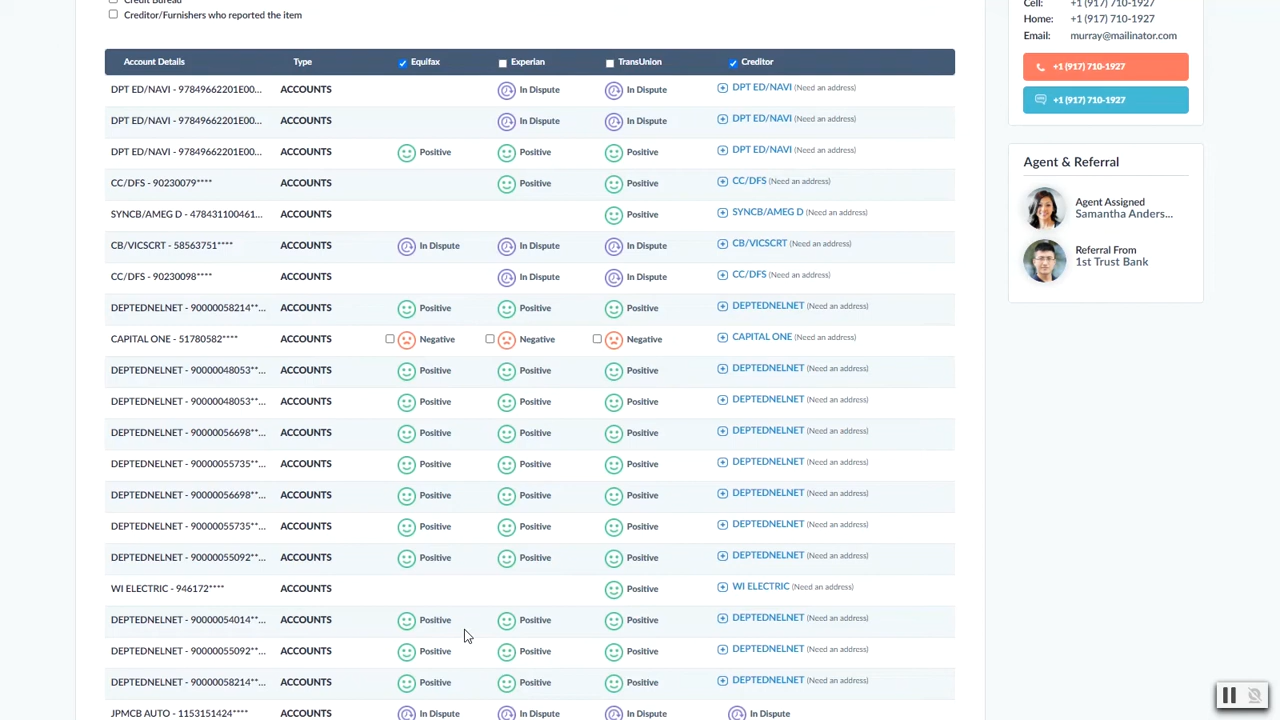 Credit Bureau
Creditor/Furnishers who reported the item
Account Details Type Equifax Experian TransUnion Creditor
DPT ED/NAVI - 97849662201E00... ACCOUNTS In Dispute In Dispute DPT ED/NAVI (Need an address)
DPT ED/NAVI - 97849662201E00... ACCOUNTS In Dispute In Dispute DPT ED/NAVI (Need an address)
DPT ED/NAVI - 97849662201E00... ACCOUNTS Positive Positive Positive DPT ED/NAVI (Need an address)
CC/DFS - 90230079**** ACCOUNTS Positive Positive CC/DFS (Need an address)
SYNCB/AMEG D - 478431100461... ACCOUNTS Positive SYNCB/AMEG D (Need an address)
CB/VICSCRT - 58563751**** ACCOUNTS In Dispute In Dispute In Dispute CB/VICSCRT (Need an address)
CC/DFS - 90230098**** ACCOUNTS In Dispute In Dispute CC/DFS (Need an address)
DEPTEDNELNET - 90000058214**... ACCOUNTS Positive Positive Positive DEPTEDNELNET (Need an address)
CAPITAL ONE - 51780582**** ACCOUNTS Negative Negative Negative CAPITAL ONE (Need an address)
DEPTEDNELNET - 90000048053**... ACCOUNTS Positive Positive Positive DEPTEDNELNET (Need an address)
DEPTEDNELNET - 90000048053**... ACCOUNTS Positive Positive Positive DEPTEDNELNET (Need an address)
DEPTEDNELNET - 90000056698**... ACCOUNTS Positive Positive Positive DEPTEDNELNET (Need an address)
DEPTEDNELNET - 90000055735**... ACCOUNTS Positive Positive Positive DEPTEDNELNET (Need an address)
DEPTEDNELNET - 90000056698**... ACCOUNTS Positive Positive Positive DEPTEDNELNET (Need an address)
DEPTEDNELNET - 90000055735**... ACCOUNTS Positive Positive Positive DEPTEDNELNET (Need an address)
DEPTEDNELNET - 90000055092**... ACCOUNTS Positive Positive Positive DEPTEDNELNET (Need an address)
WI ELECTRIC - 946172**** ACCOUNTS Positive WI ELECTRIC (Need an address)
DEPTEDNELNET - 90000054014**... ACCOUNTS Positive Positive Positive DEPTEDNELNET (Need an address)
DEPTEDNELNET - 90000055092**... ACCOUNTS Positive Positive Positive DEPTEDNELNET (Need an address)
DEPTEDNELNET - 90000058214**... ACCOUNTS Positive Positive Positive DEPTEDNELNET (Need an address)
JPMCB AUTO - 1153151424**** ACCOUNTS In Dispute In Dispute In Dispute In Dispute
Cell: +1 (917) 710-1927
Home: +1 (917) 710-1927
Email: murray@mailinator.com
+1 (917) 710-1927
+1 (917) 710-1927
Agent & Referral
Agent Assigned
Samantha Anders...
Referral From
1st Trust Bank